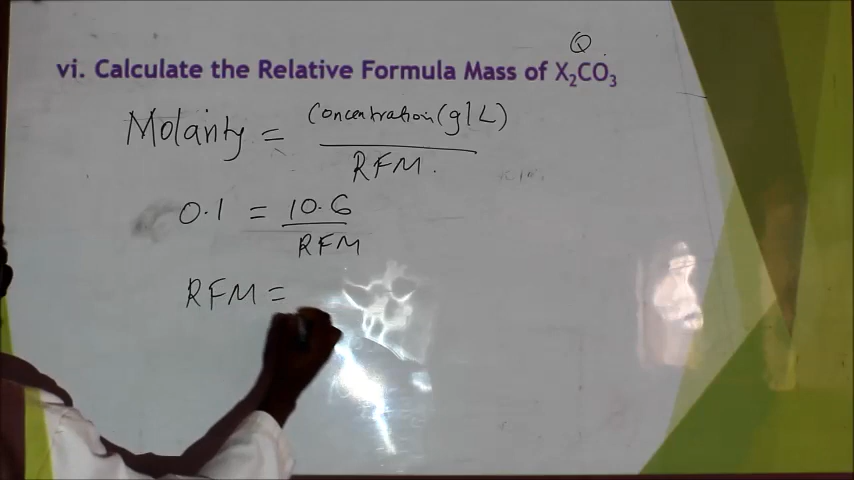 Q
vi. Calculate the Relative Formula Mass of X₂CO₃
Molarity = Concentration (g/L)
RFM.
0.1 = 10.6
RFM
RFM =